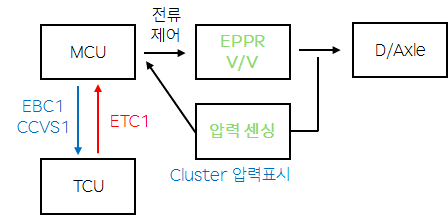 전류
제어
MCU
EPPR
V/V
D/Axle
EBC1
CCVS1
ETC1
압력 센싱
Cluster 압력표시
TCU